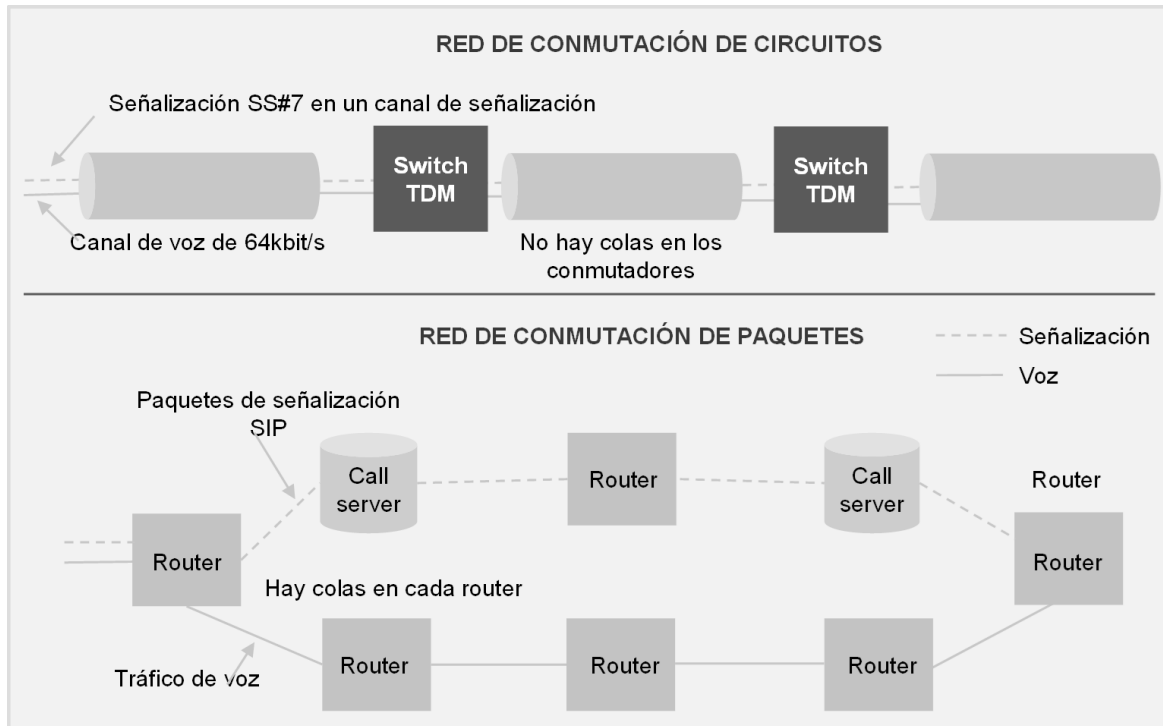 RED DE CONMUTACIÓN DE CIRCUITOS
Señalización SS#7 en un canal de señalización
Switch
TDM
Switch
TDM
Canal de voz de 64kbit/s
No hay colas en los
conmutadores
RED DE CONMUTACIÓN DE PAQUETES
Señalización
Voz
Paquetes de señalización
SIP
Call
server
Router
Call
server
Router
Router
Router
Hay colas en cada router
Router
Router
Router
Tráfico de voz